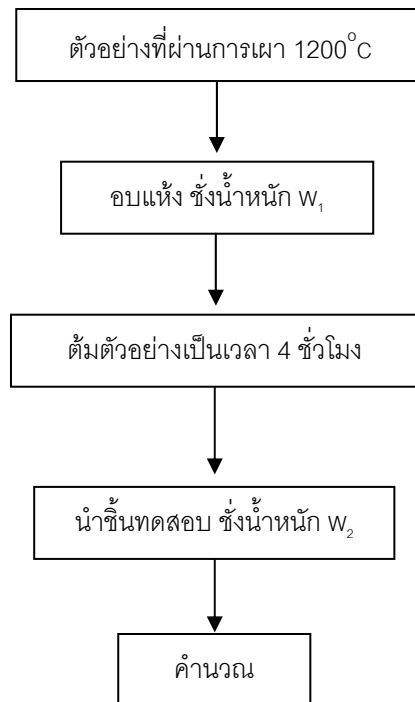 ตัวอย่างที่ผ่านการเผา 1200°C
อบแห้ง ชั่งน้ำหนัก W₁
ต้มตัวอย่างเป็นเวลา 4 ชั่วโมง
นำชิ้นทดสอบ ชั่งน้ำหนัก W₂
คำนวณ